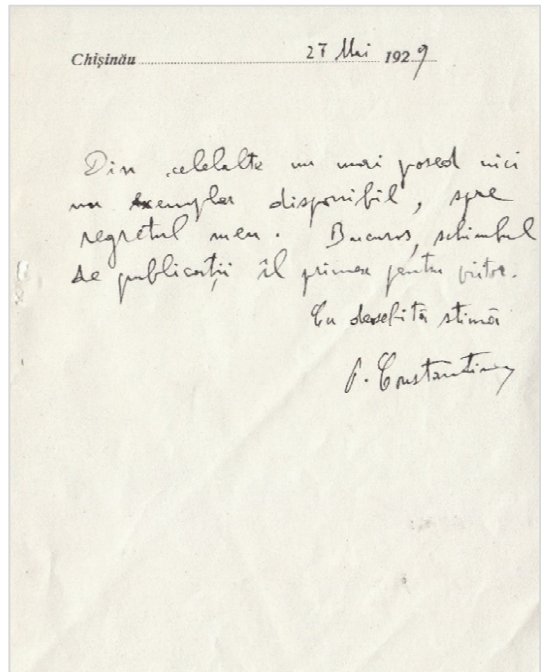 Chișinău 27 Mai 1929
Din celelalte nu mai posed nici
un exemplar disponibil, spre
regretul meu. Bucuros, schimbul
de publicații îl primesc pentru viitor.
Cu deosebită stimă
P. Constantinescu